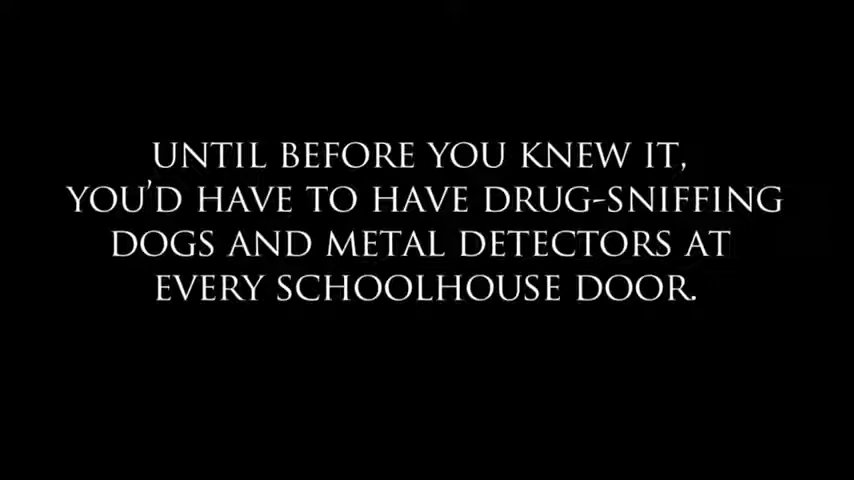 UNTIL BEFORE YOU KNEW IT,
YOU'D HAVE TO HAVE DRUG-SNIFFING
DOGS AND METAL DETECTORS AT
EVERY SCHOOLHOUSE DOOR.